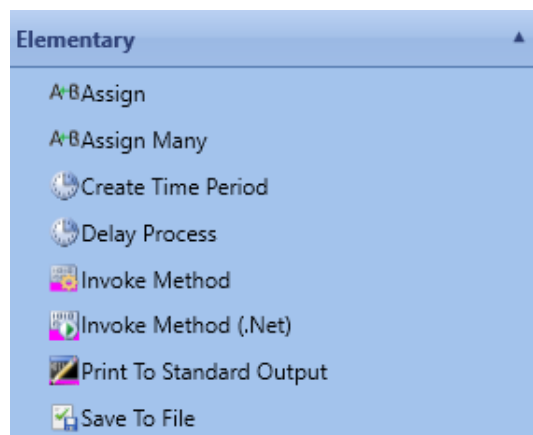 Elementary
A B Assign
A B Assign Many
Create Time Period
Delay Process
Invoke Method
Invoke Method (.Net)
Print To Standard Output
Save To File